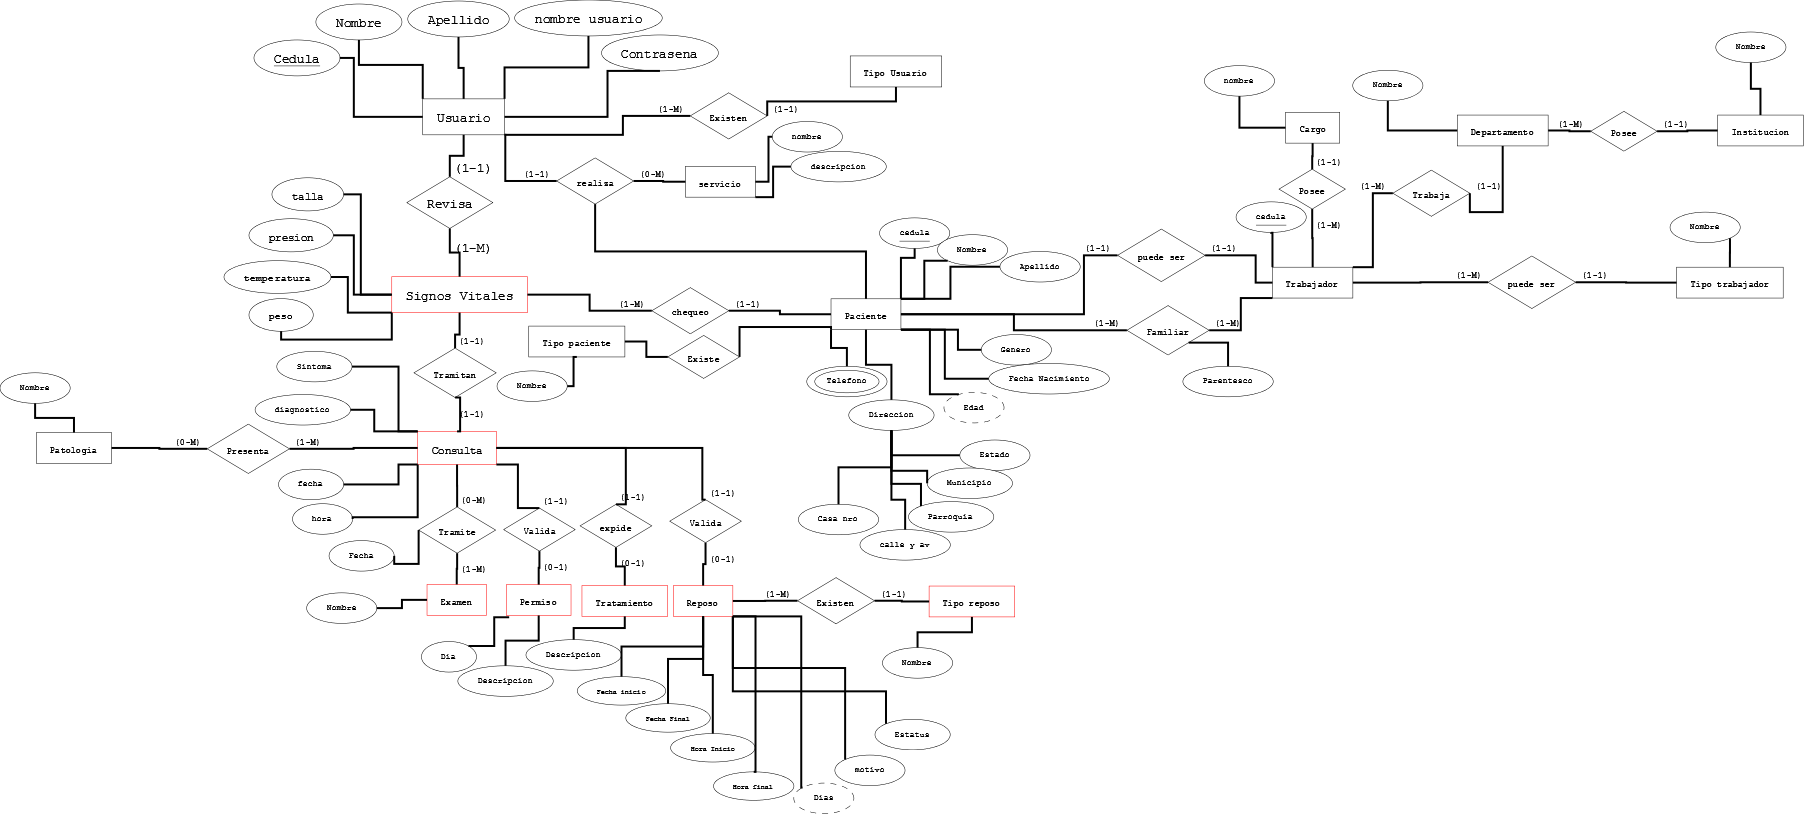 Nombre
Apellido
nombre usuario
Cedula
Contrasena
Usuario
(1-M)
Existen
(1-1)
Tipo Usuario
nombre
descripcion
(1-1)
realiza
(0-M)
servicio
(1-1)
Revisa
(1-M)
talla
presion
temperatura
peso
Signos Vitales
(1-M)
chequeo
(1-1)
Paciente
cedula
Nombre
Apellido
Tipo paciente
Nombre
Existe
Telefono
Genero
Fecha Nacimiento
Edad
Direccion
Estado
Municipio
Parroquia
calle y av
Casa nro
(1-1)
puede ser
(1-1)
(1-M)
Familiar
(1-M)
Parentesco
Trabajador
cedula
nombre
Cargo
(1-1)
Posee
(1-M)
(1-M)
Trabaja
(1-1)
Nombre
Departamento
(1-M)
Posee
(1-1)
Institucion
Nombre
(1-M)
puede ser
(1-1)
Tipo trabajador
Nombre
(1-1)
Tramitan
(1-1)
Sintoma
diagnostico
Consulta
fecha
hora
Nombre
Patologia
(0-M)
Presenta
(1-M)
(0-M)
Tramite
(1-M)
Fecha
Examen
Nombre
(1-1)
Valida
(0-1)
Permiso
Dia
Descripcion
(1-1)
expide
(0-1)
Tratamiento
Descripcion
(1-1)
Valida
(0-1)
Reposo
(1-M)
Existen
(1-1)
Tipo reposo
Nombre
Fecha inicio
Fecha Final
Hora Inicio
Hora final
Dias
motivo
Estatus